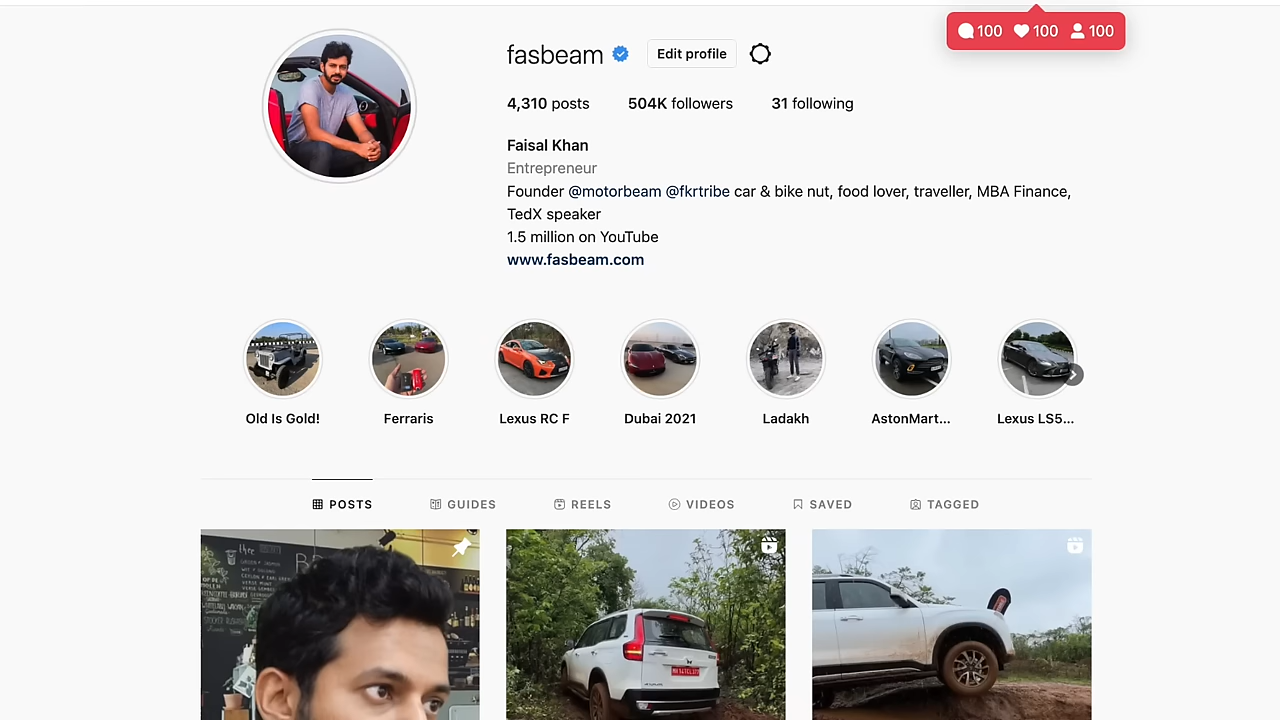 100 100 100
fasbeam Edit profile
4,310 posts 504K followers 31 following
Faisal Khan
Entrepreneur
Founder @motorbeam @fkrtribe car & bike nut, food lover, traveller, MBA Finance,
TedX speaker
1.5 million on YouTube
www.fasbeam.com
Old Is Gold! Ferraris Lexus RC F Dubai 2021 Ladakh AstonMart... Lexus LS5...
POSTS GUIDES REELS VIDEOS SAVED TAGGED